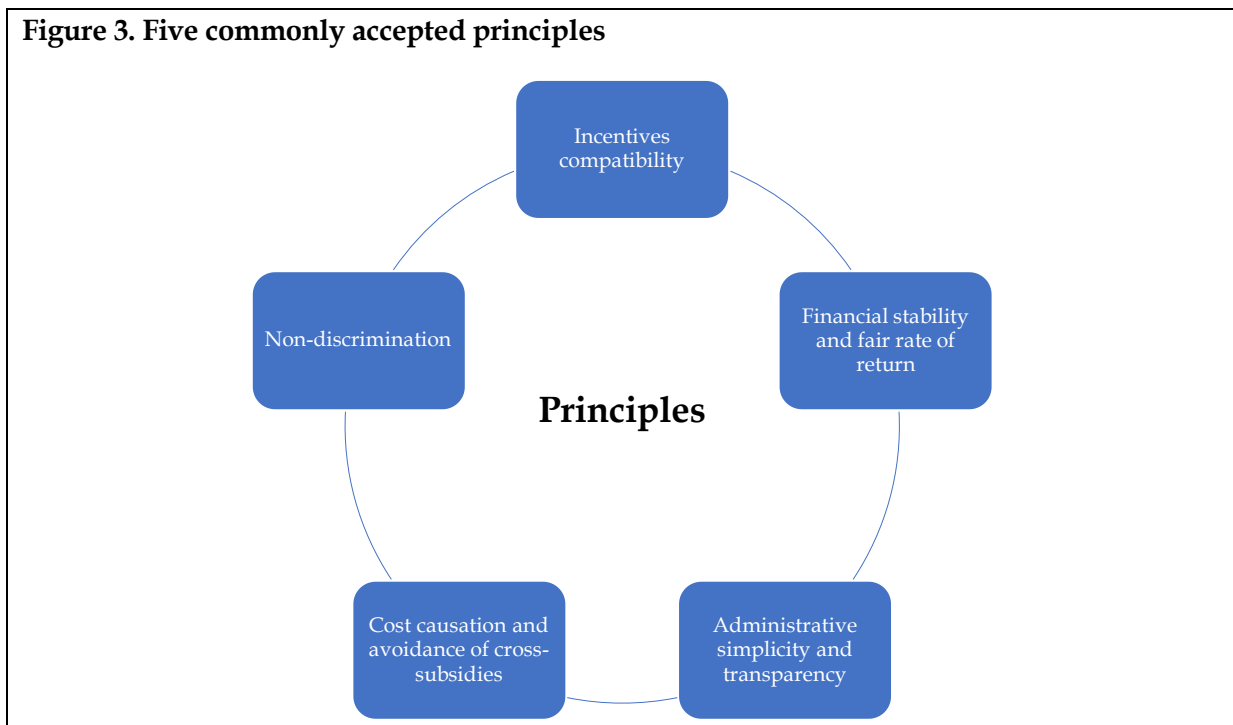 Figure 3. Five commonly accepted principles
Incentives
compatibility
Non-discrimination
Financial stability
and fair rate of
return
Principles
Cost causation and
avoidance of cross-
subsidies
Administrative
simplicity and
transparency